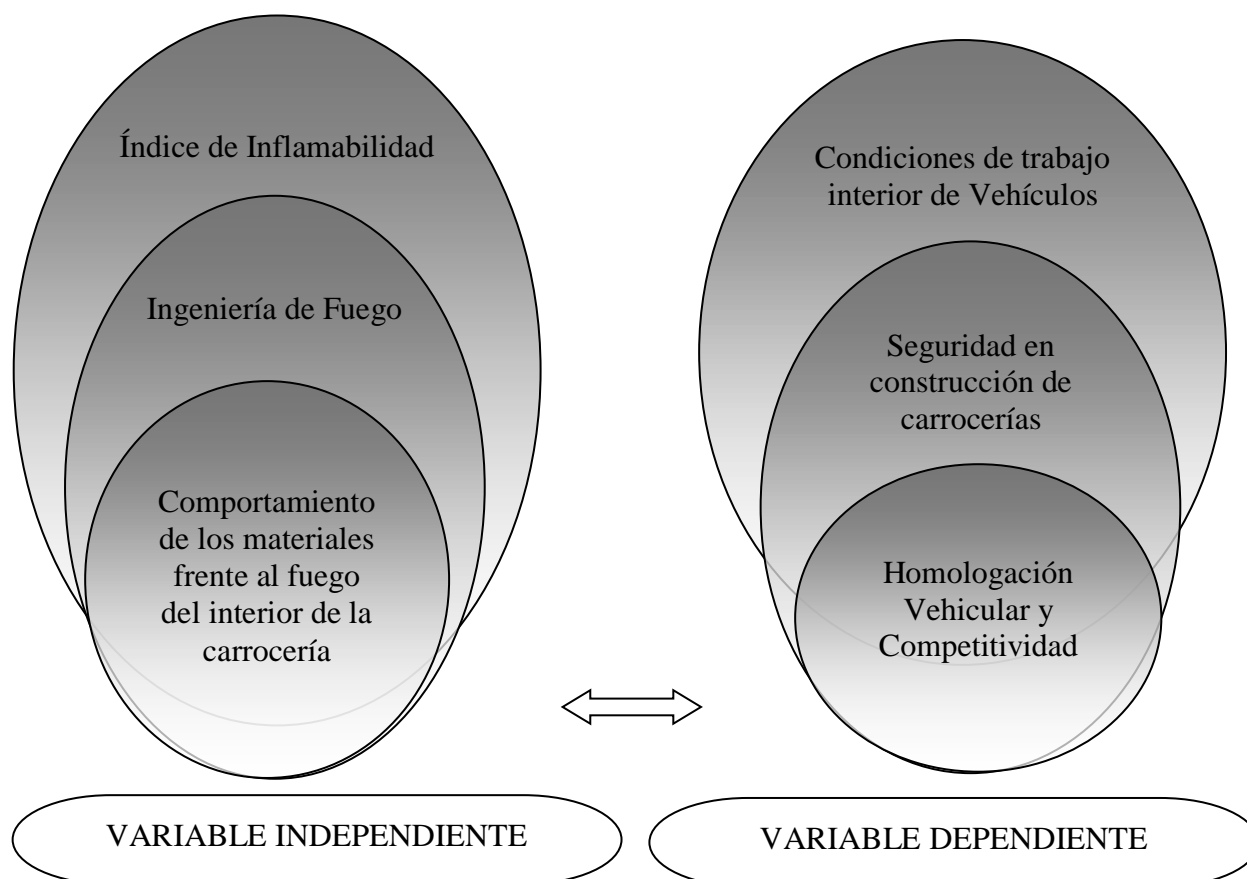 Índice de Inflamabilidad
Ingeniería de Fuego
Comportamiento
de los materiales
frente al fuego
del interior de la
carrocería
VARIABLE INDEPENDIENTE
Condiciones de trabajo
interior de Vehículos
Seguridad en
construcción de
carrocerías
Homologación
Vehicular y
Competitividad
VARIABLE DEPENDIENTE